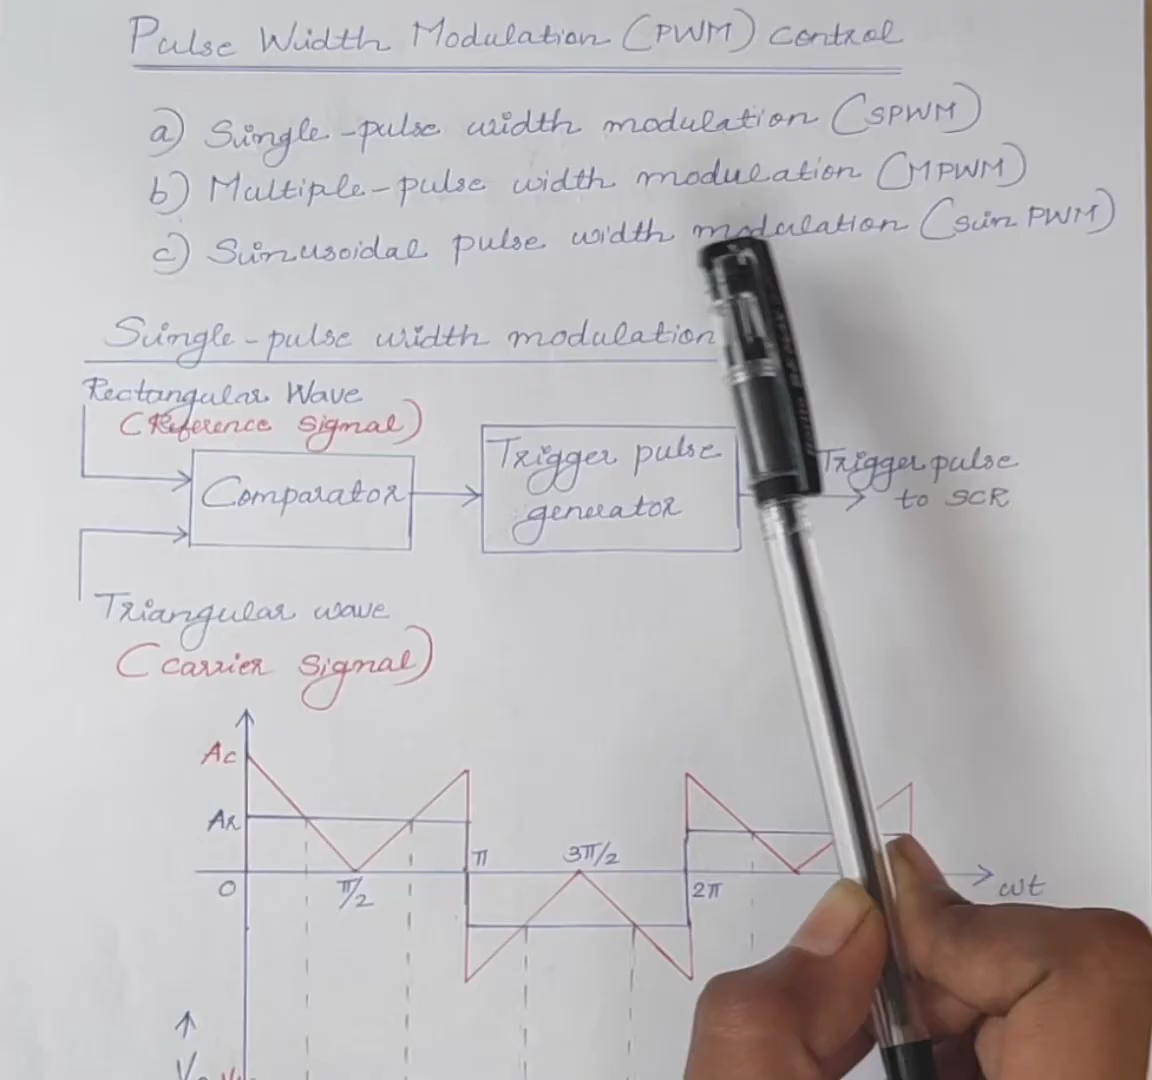 Pulse Width Modulation (PWM) control
a) Single-pulse width modulation (SPWM)
b) Multiple-pulse width modulation (MPWM)
c) Sinusoidal pulse width modulation (sin PWM)
Single-pulse width modulation
Rectangular Wave
(Reference signal)
Comparator
Trigger pulse
generator
Trigger pulse
to SCR
Triangular wave
(carrier signal)
Ac
AR
π
3π/2
0
π/2
2π
ωt